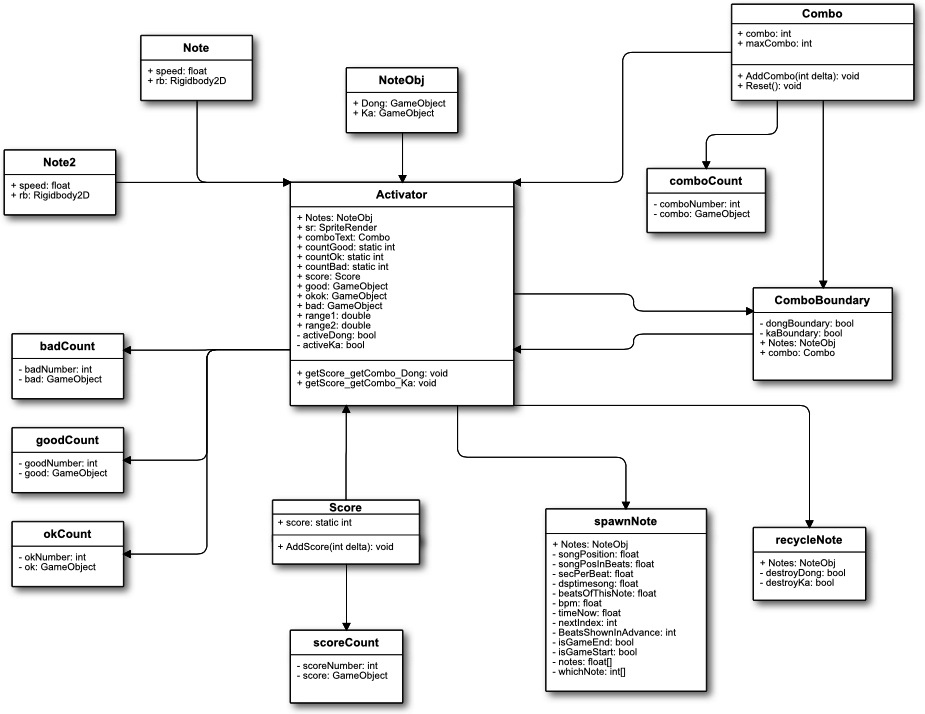 Combo
+ combo: int
+ maxCombo: int
+ AddCombo(int delta): void
+ Reset(): void
Note
+ speed: float
+ rb: Rigidbody2D
NoteObj
+ Dong: GameObject
+ Ka: GameObject
Note2
+ speed: float
+ rb: Rigidbody2D
comboCount
- comboNumber: int
- combo: GameObject
Activator
+ Notes: NoteObj
+ sr: SpriteRender
+ comboText: Combo
+ countGood: static int
+ countOk: static int
+ countBad: static int
+ score: Score
+ good: GameObject
+ okok: GameObject
+ bad: GameObject
+ range1: double
+ range2: double
- activeDong: bool
- activeKa: bool
+ getScore_getCombo_Dong: void
+ getScore_getCombo_Ka: void
ComboBoundary
- dongBoundary: bool
- kaBoundary: bool
+ Notes: NoteObj
+ combo: Combo
badCount
- badNumber: int
- bad: GameObject
goodCount
- goodNumber: int
- good: GameObject
okCount
- okNumber: int
- ok: GameObject
Score
+ score: static int
+ AddScore(int delta): void
scoreCount
- scoreNumber: int
- score: GameObject
spawnNote
+ Notes: NoteObj
- songPosition: float
- songPosInBeats: float
- secPerBeat: float
- dsptimesong: float
- beatsOfThisNote: float
- bpm: float
- timeNow: float
- nextIndex: int
- BeatsShownInAdvance: int
- isGameEnd: bool
- isGameStart: bool
- notes: float[]
- whichNote: int[]
recycleNote
+ Notes: NoteObj
- destroyDong: bool
- destroyKa: bool